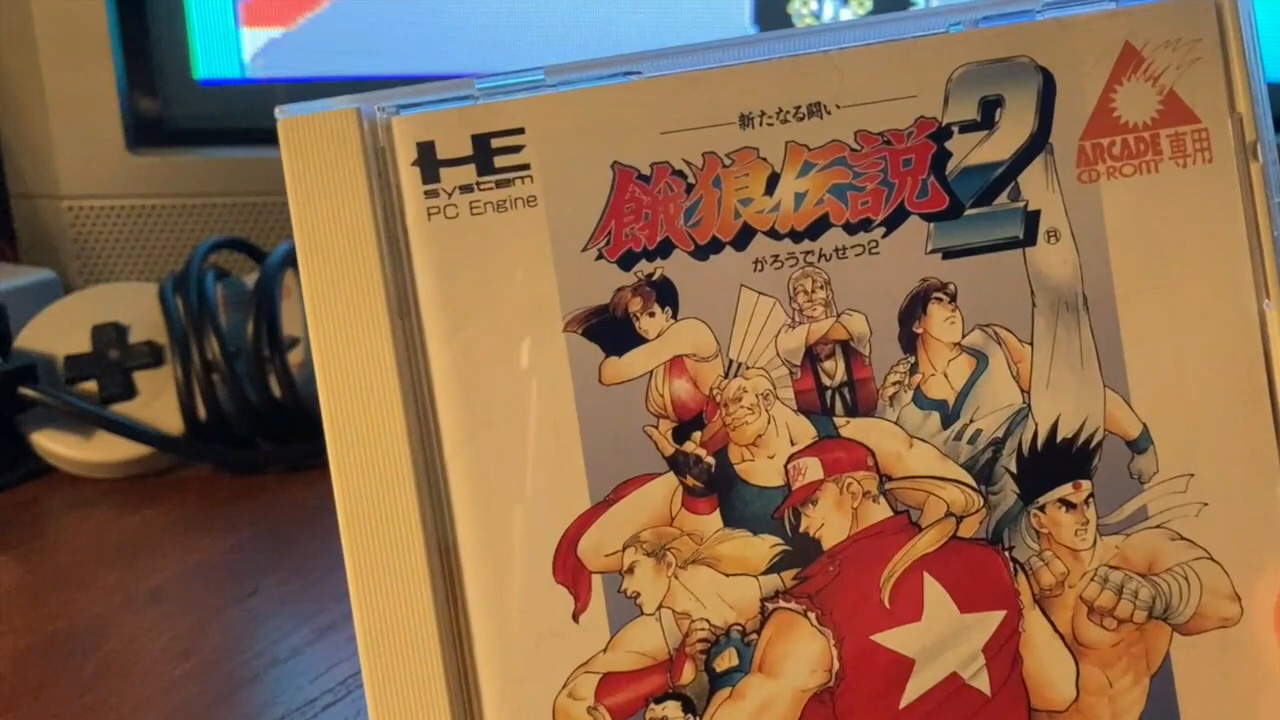 HE
system
PC Engine
新たなる闘い
餓狼伝説2
がろうでんせつ2
ARCADE 専用
CD-ROM²